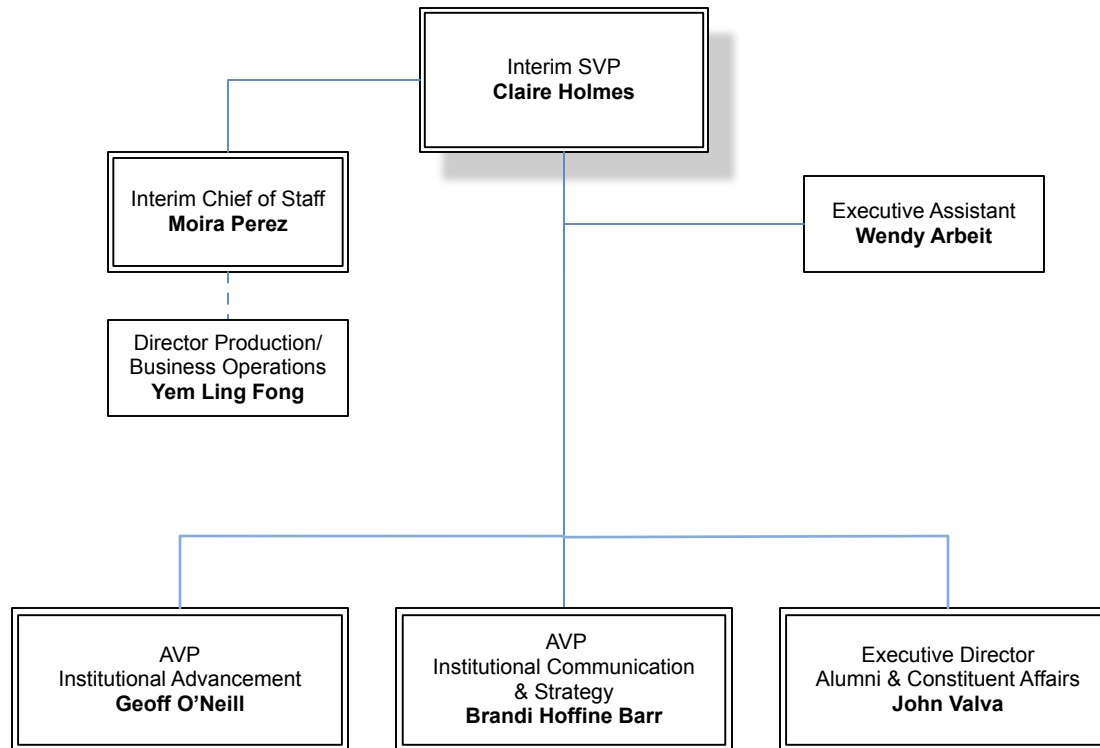 Interim SVP
Claire Holmes
Interim Chief of Staff
Moira Perez
Executive Assistant
Wendy Arbeit
Director Production/
Business Operations
Yem Ling Fong
AVP
Institutional Advancement
Geoff O’Neill
AVP
Institutional Communication
& Strategy
Brandi Hoffine Barr
Executive Director
Alumni & Constituent Affairs
John Valva